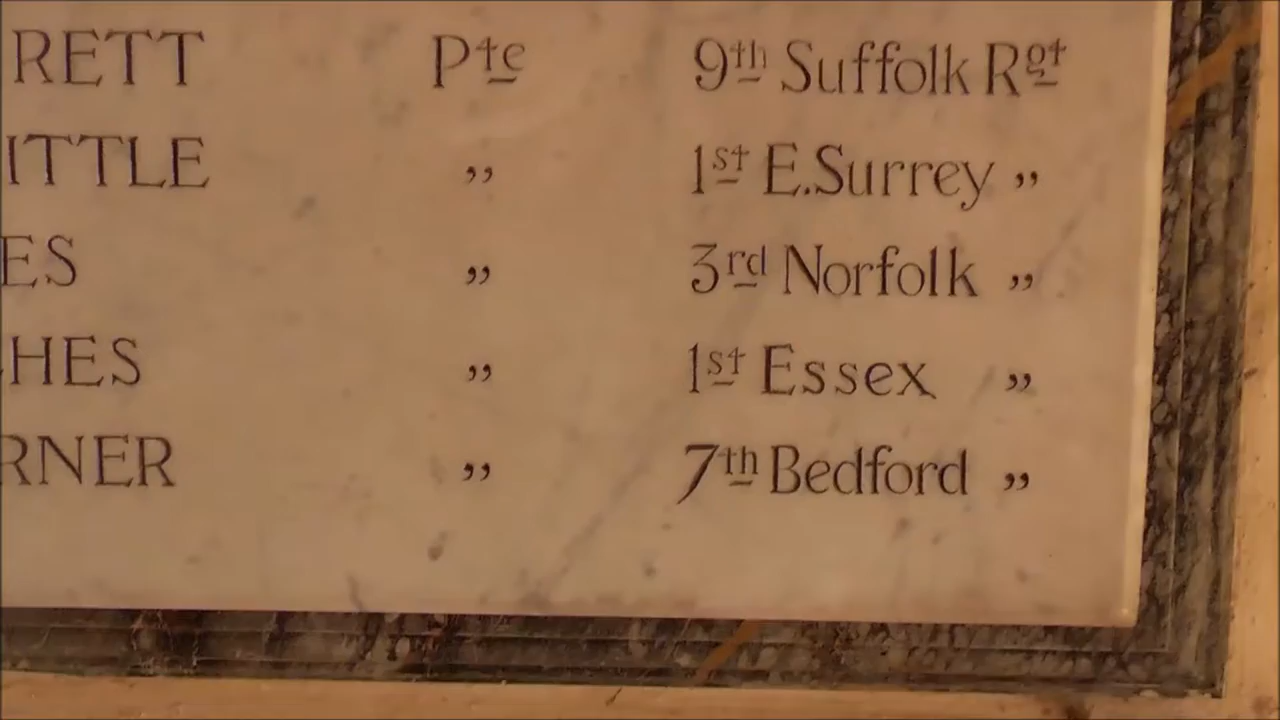 RETT Pte 9th Suffolk Rgt
ITTLE ,, 1st E.Surrey ,,
ES ,, 3rd Norfolk ,,
HES ,, 1st Essex ,,
RNER ,, 7th Bedford ,,